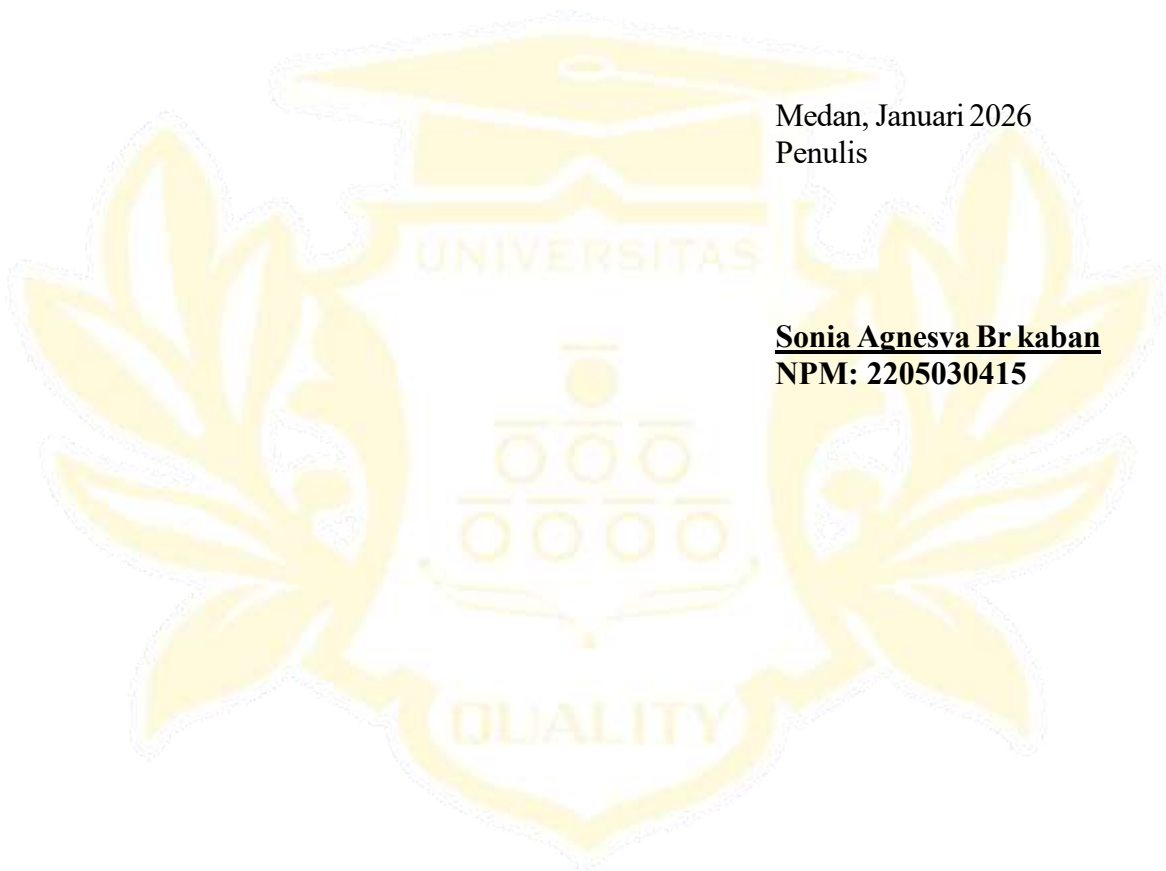 Medan, Januari 2026
Penulis
UNIVERSITAS
Sonia Agnesva Br kaban
NPM: 2205030415
QUALITY